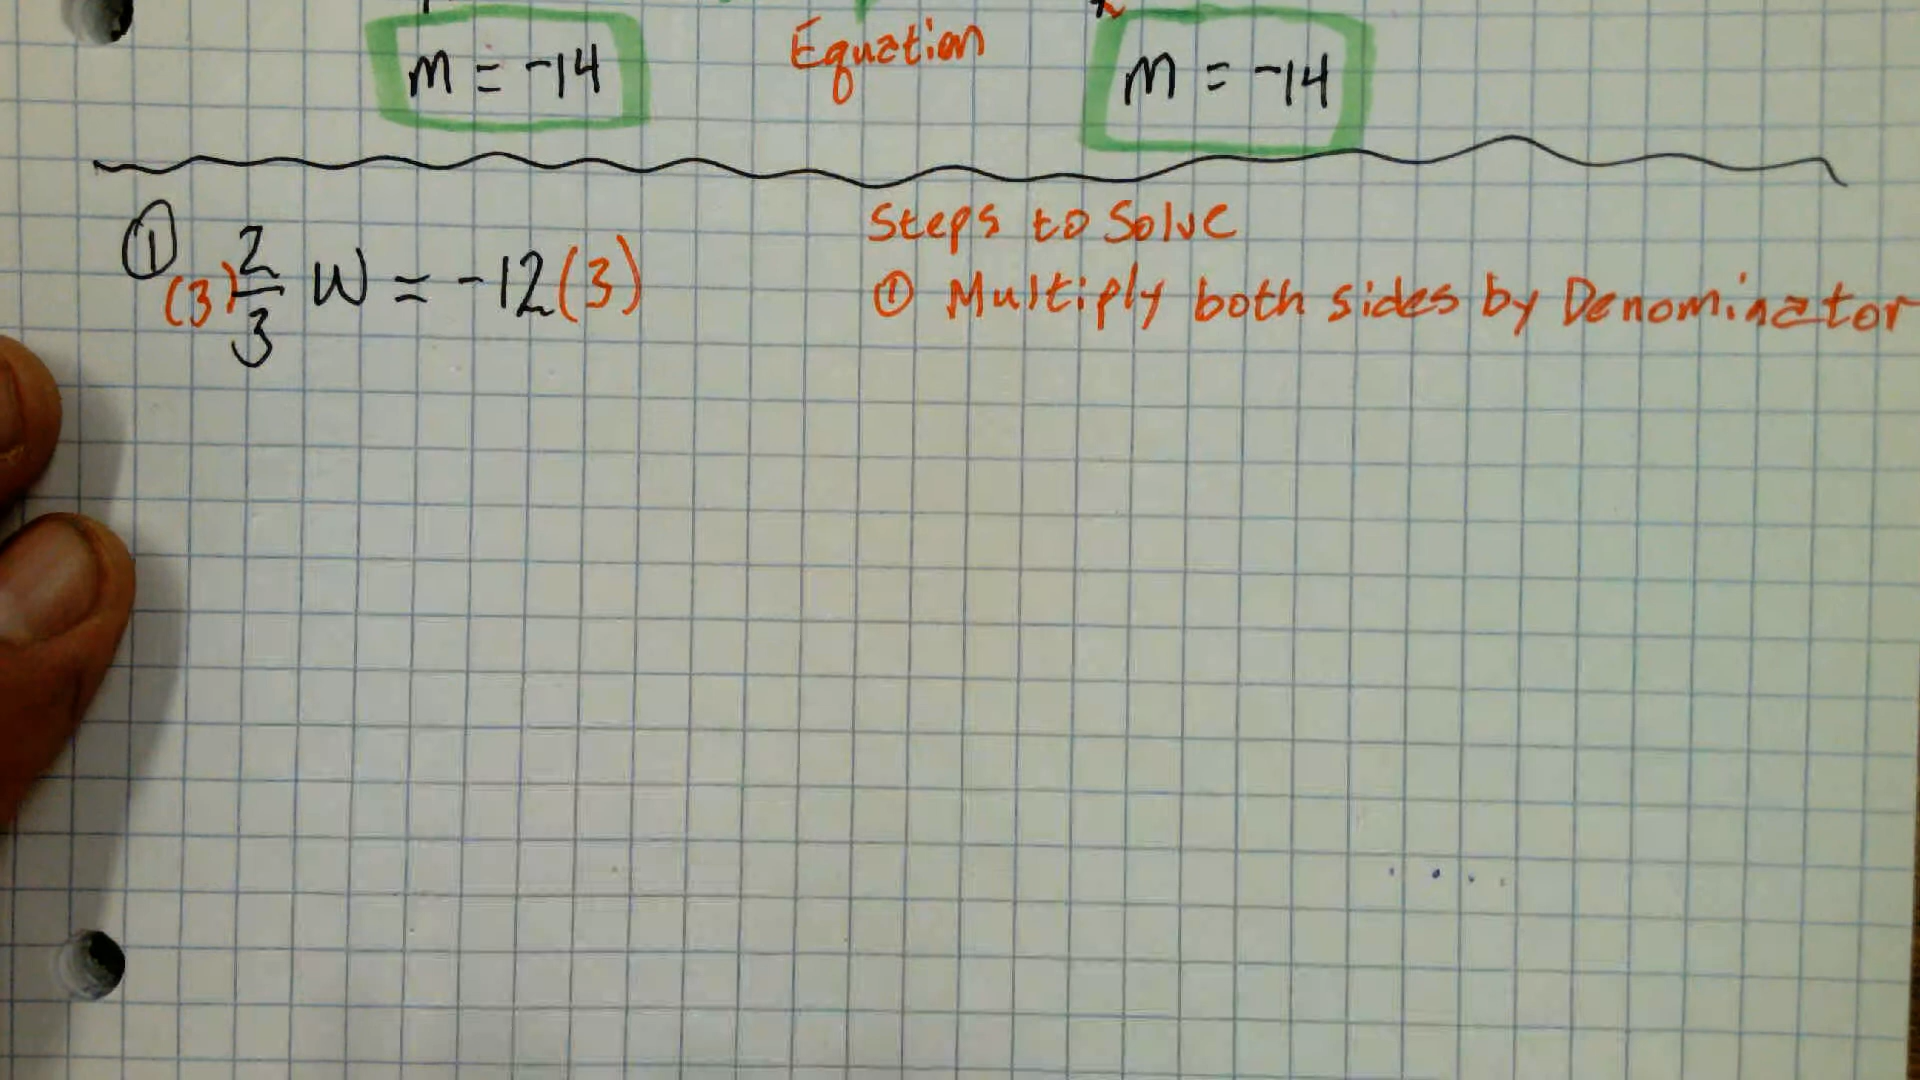 m = -14 Equation m = -14
① (3) 2/3 W = -12(3)
Steps to Solve
① Multiply both sides by Denominator